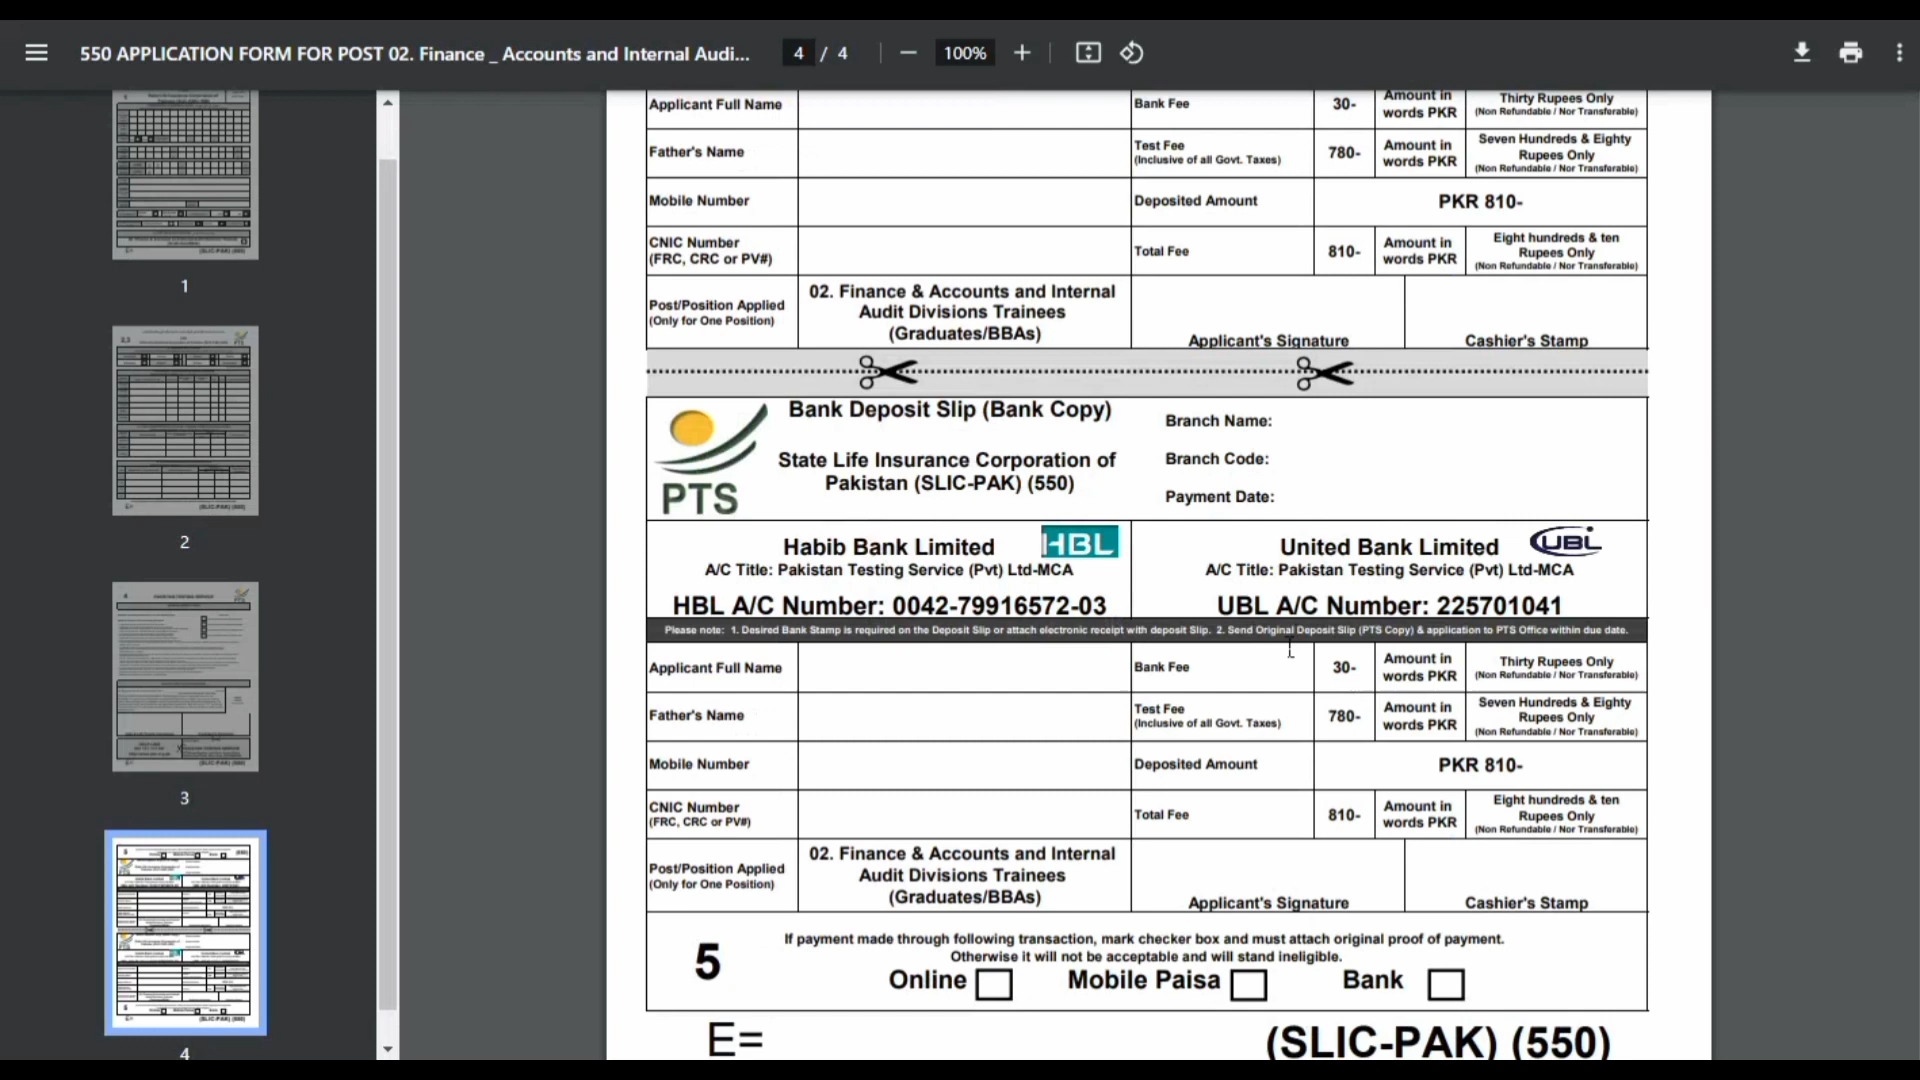 550 APPLICATION FORM FOR POST 02. Finance _ Accounts and Internal Audi...
4 / 4
100%
1
2
3
4
Applicant Full Name
Bank Fee
30-
Amount in
words PKR
Thirty Rupees Only
(Non Refundable / Nor Transferable)
Father's Name
Test Fee
(Inclusive of all Govt. Taxes)
780-
Amount in
words PKR
Seven Hundreds & Eighty
Rupees Only
(Non Refundable / Nor Transferable)
Mobile Number
Deposited Amount
PKR 810-
CNIC Number
(FRC, CRC or PV#)
Total Fee
810-
Amount in
words PKR
Eight hundreds & ten
Rupees Only
(Non Refundable / Nor Transferable)
Post/Position Applied
(Only for One Position)
02. Finance & Accounts and Internal
Audit Divisions Trainees
(Graduates/BBAs)
Applicant's Signature
Cashier's Stamp
PTS
Bank Deposit Slip (Bank Copy)
State Life Insurance Corporation of
Pakistan (SLIC-PAK) (550)
Branch Name:
Branch Code:
Payment Date:
Habib Bank Limited
HBL
A/C Title: Pakistan Testing Service (Pvt) Ltd-MCA
HBL A/C Number: 0042-79916572-03
United Bank Limited
UBL
A/C Title: Pakistan Testing Service (Pvt) Ltd-MCA
UBL A/C Number: 225701041
Please note: 1. Desired Bank Stamp is required on the Deposit Slip or attach electronic receipt with deposit Slip. 2. Send Original Deposit Slip (PTS Copy) & application to PTS Office within due date.
Applicant Full Name
Bank Fee
30-
Amount in
words PKR
Thirty Rupees Only
(Non Refundable / Nor Transferable)
Father's Name
Test Fee
(Inclusive of all Govt. Taxes)
780-
Amount in
words PKR
Seven Hundreds & Eighty
Rupees Only
(Non Refundable / Nor Transferable)
Mobile Number
Deposited Amount
PKR 810-
CNIC Number
(FRC, CRC or PV#)
Total Fee
810-
Amount in
words PKR
Eight hundreds & ten
Rupees Only
(Non Refundable / Nor Transferable)
Post/Position Applied
(Only for One Position)
02. Finance & Accounts and Internal
Audit Divisions Trainees
(Graduates/BBAs)
Applicant's Signature
Cashier's Stamp
5
If payment made through following transaction, mark checker box and must attach original proof of payment.
Otherwise it will not be acceptable and will stand ineligible.
Online
Mobile Paisa
Bank
E=
(SLIC-PAK) (550)